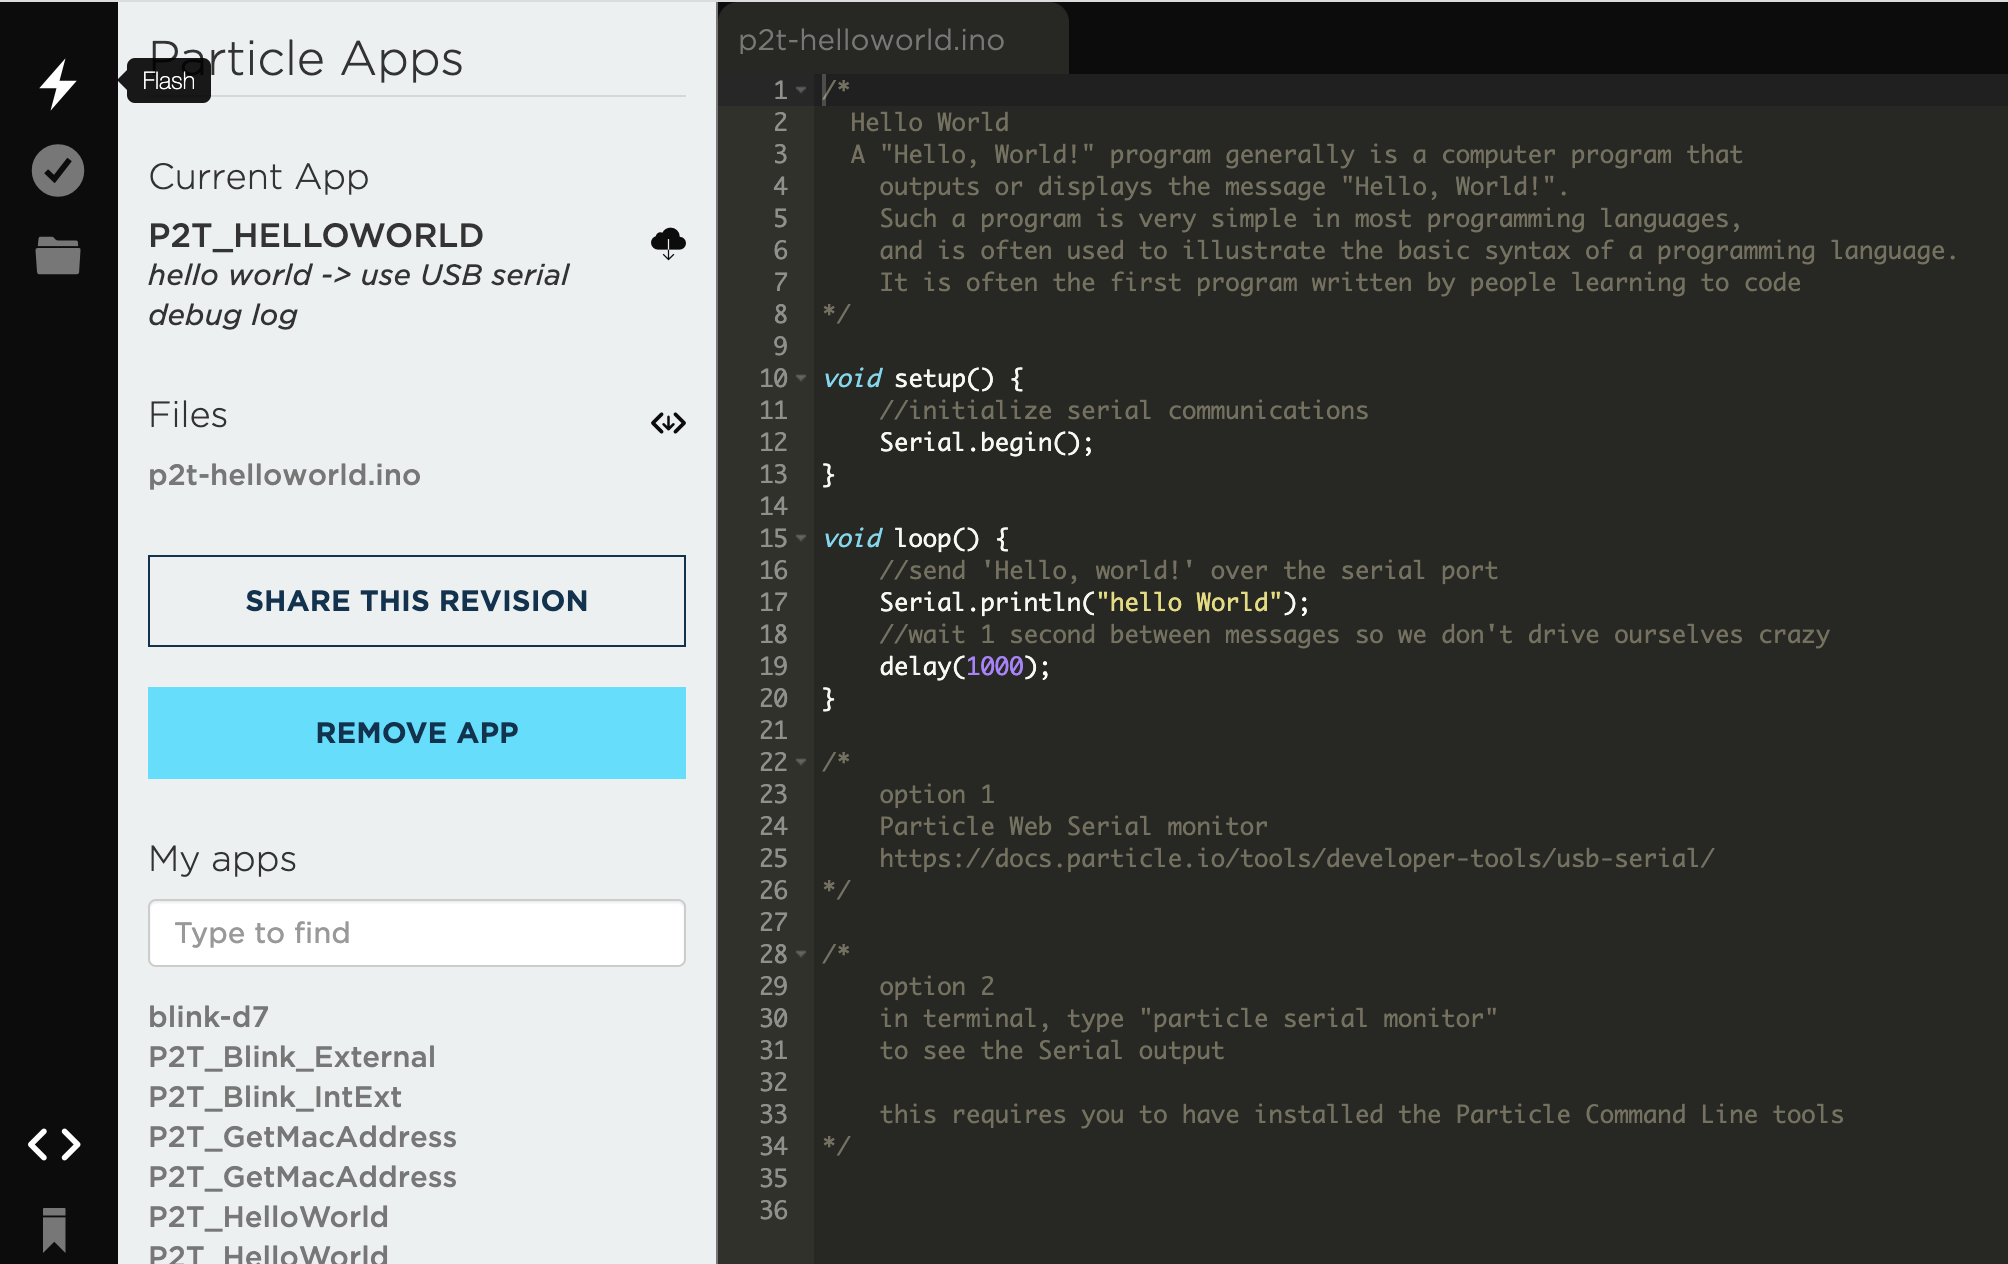 Particle Apps
Flash
Current App
P2T_HELLOWORLD
hello world -> use USB serial
debug log
Files
p2t-helloworld.ino
SHARE THIS REVISION
REMOVE APP
My apps
Type to find
blink-d7
P2T_Blink_External
P2T_Blink_IntExt
P2T_GetMacAddress
P2T_GetMacAddress
P2T_HelloWorld
P2T_HelloWorld
p2t-helloworld.ino
1 /*
2 Hello World
3 A "Hello, World!" program generally is a computer program that
4 outputs or displays the message "Hello, World!".
5 Such a program is very simple in most programming languages,
6 and is often used to illustrate the basic syntax of a programming language.
7 It is often the first program written by people learning to code
8 */
9
10 void setup() {
11 //initialize serial communications
12 Serial.begin();
13 }
14
15 void loop() {
16 //send 'Hello, world!' over the serial port
17 Serial.println("hello World");
18 //wait 1 second between messages so we don't drive ourselves crazy
19 delay(1000);
20 }
21
22 /*
23 option 1
24 Particle Web Serial monitor
25 https://docs.particle.io/tools/developer-tools/usb-serial/
26 */
27
28 /*
29 option 2
30 in terminal, type "particle serial monitor"
31 to see the Serial output
32
33 this requires you to have installed the Particle Command Line tools
34 */
35
36